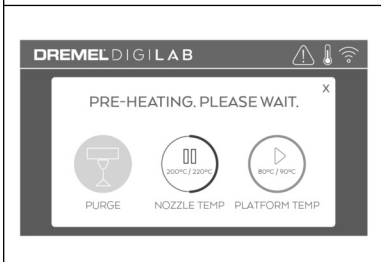 DREMEL DIGILAB
X
PRE-HEATING, PLEASE WAIT.
200ºC / 220ºC
80ºC / 90ºC
PURGE NOZZLE TEMP PLATFORM TEMP